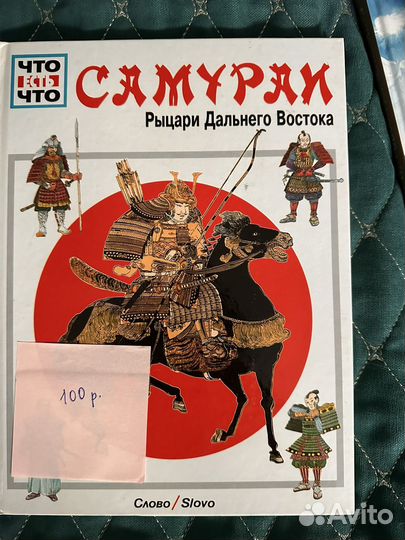 ЧТО
ЕСТЬ
ЧТО
САМУРАИ
Рыцари Дальнего Востока
100 р.
Слово / Slovo
Avito